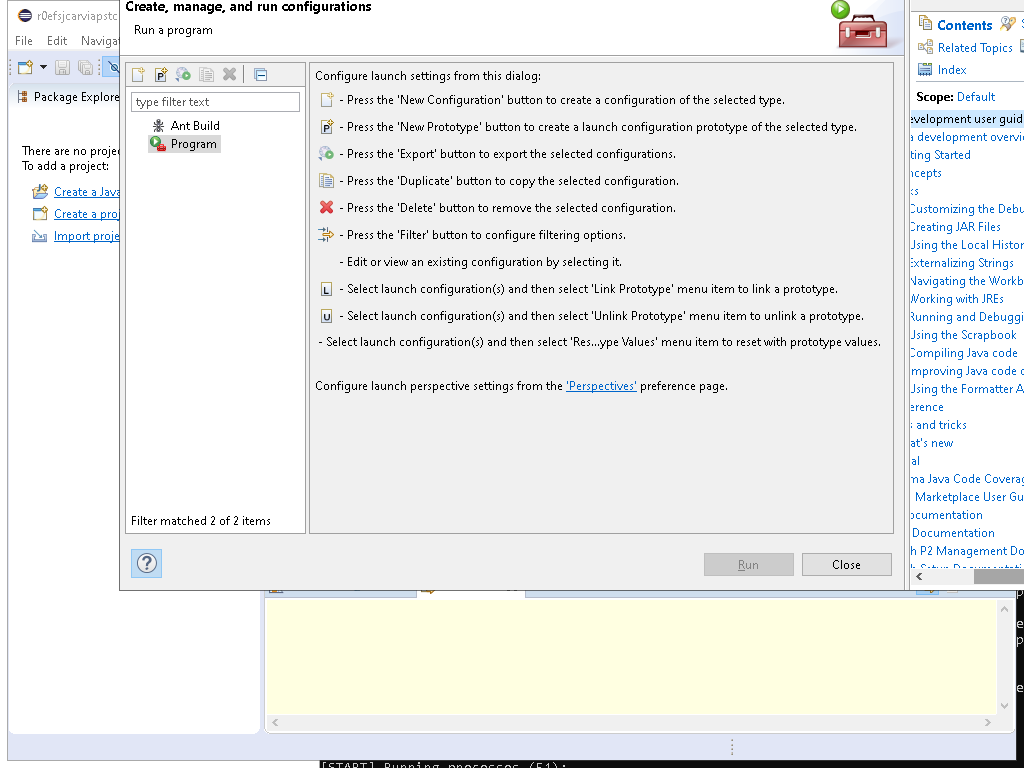 Create, manage, and run configurations
Run a program
r0efsjcarviapstc
File Edit Naviga
Package Explore
There are no proje
To add a project:
Create a Java
Create a proj
Import proje
type filter text
Ant Build
Program
Filter matched 2 of 2 items
Configure launch settings from this dialog:
- Press the 'New Configuration' button to create a configuration of the selected type.
- Press the 'New Prototype' button to create a launch configuration prototype of the selected type.
- Press the 'Export' button to export the selected configurations.
- Press the 'Duplicate' button to copy the selected configuration.
- Press the 'Delete' button to remove the selected configuration.
- Press the 'Filter' button to configure filtering options.
- Edit or view an existing configuration by selecting it.
L - Select launch configuration(s) and then select 'Link Prototype' menu item to link a prototype.
U - Select launch configuration(s) and then select 'Unlink Prototype' menu item to unlink a prototype.
- Select launch configuration(s) and then select 'Res...ype Values' menu item to reset with prototype values.
Configure launch perspective settings from the 'Perspectives' preference page.
Run
Close
Contents
Related Topics
Index
Scope: Default
evelopment user guid
a development overvi
ting Started
ncepts
ks
Customizing the Debu
Creating JAR Files
Using the Local Histor
Externalizing Strings
Navigating the Workb
Working with JREs
Running and Debuggi
Using the Scrapbook
Compiling Java code
mproving Java code c
Using the Formatter A
erence
s and tricks
at's new
al
ma Java Code Coverag
Marketplace User Gu
ocumentation
Documentation
h P2 Management Do
[START] Running processes (51):